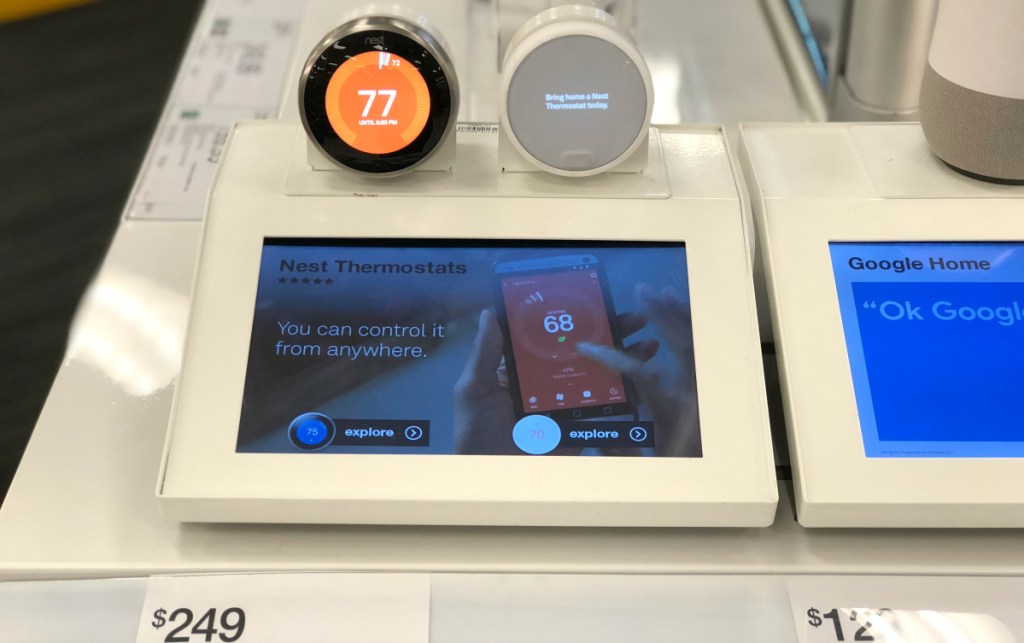 nest
72
77
UNTIL 6:00 PM
Bring home a Nest
Thermostat today.
Nest Thermostats
★★★★★
You can control it
from anywhere.
68
75
explore
70
explore
Google Home
“Ok Googl
$249